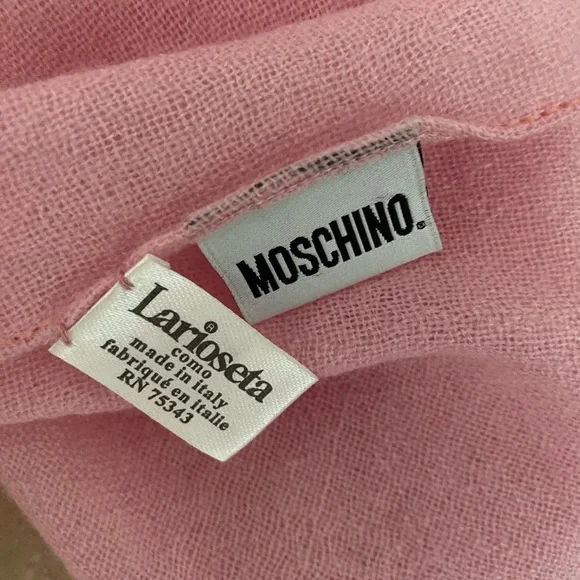 MOSCHINO®
Larioseta®
como
made in italy
fabriqué en italie
RN 75343